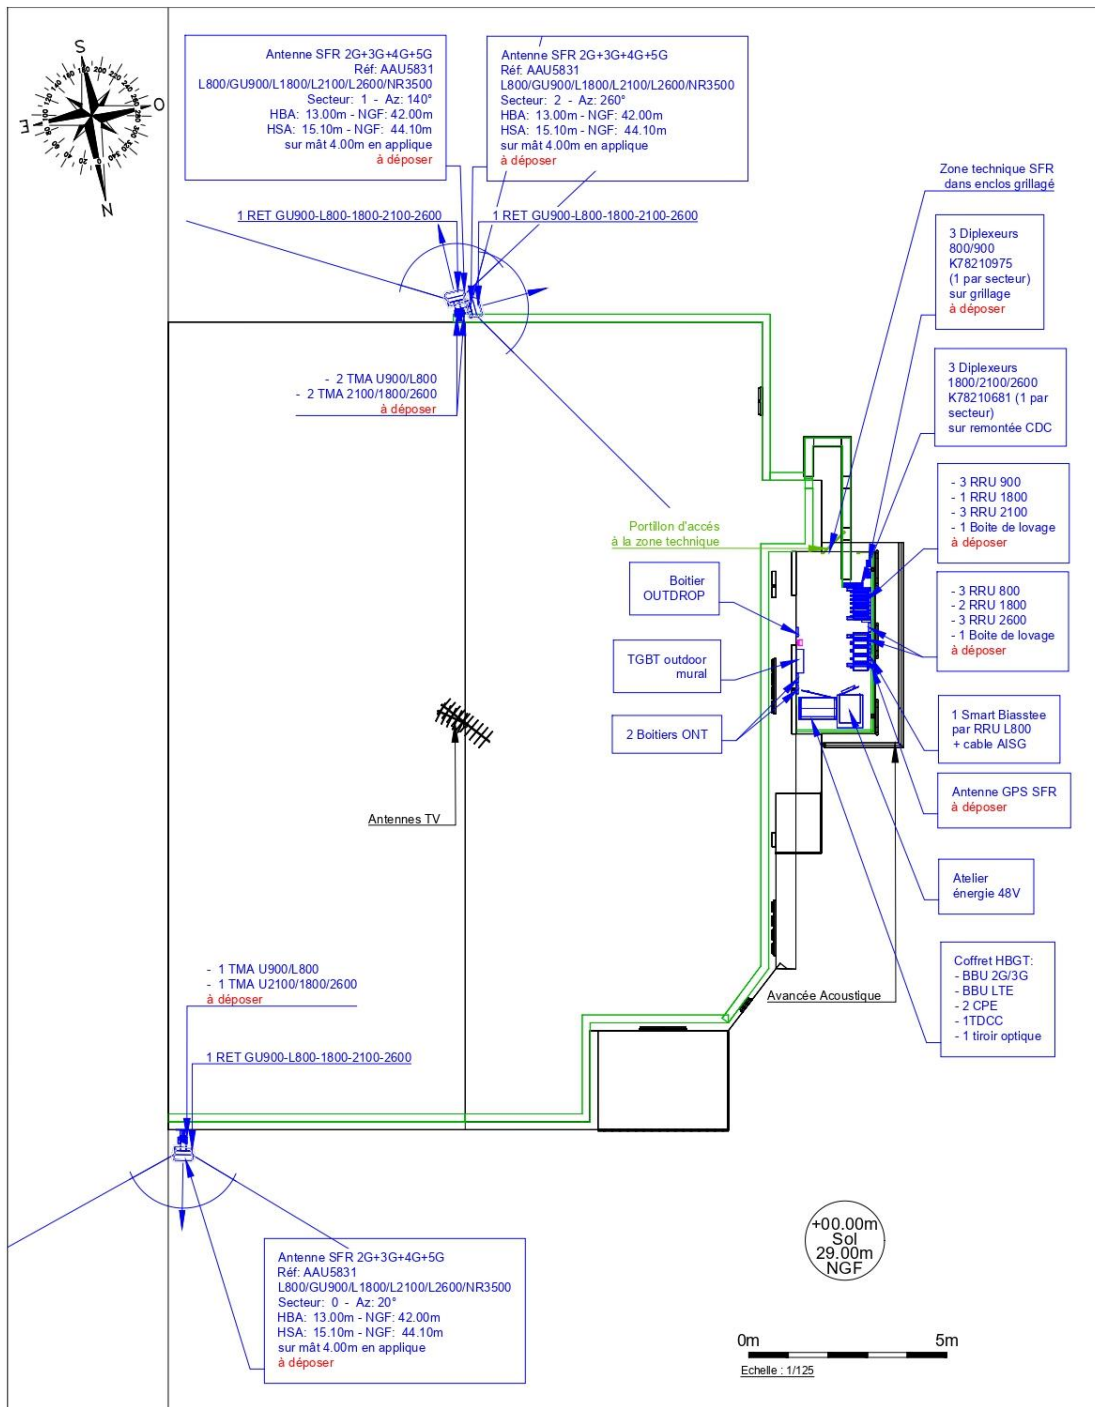 S
O
E
N
Antenne SFR 2G+3G+4G+5G
Réf: AAU5831
L800/GU900/L1800/L2100/L2600/NR3500
Secteur: 1 - Az: 140°
HBA: 13.00m - NGF: 42.00m
HSA: 15.10m - NGF: 44.10m
sur mât 4.00m en applique
à déposer
Antenne SFR 2G+3G+4G+5G
Réf: AAU5831
L800/GU900/L1800/L2100/L2600/NR3500
Secteur: 2 - Az: 260°
HBA: 13.00m - NGF: 42.00m
HSA: 15.10m - NGF: 44.10m
sur mât 4.00m en applique
à déposer
1 RET GU900-L800-1800-2100-2600
1 RET GU900-L800-1800-2100-2600
Zone technique SFR
dans enclos grillagé
3 Diplexeurs
800/900
K78210975
(1 par secteur)
sur grillage
à déposer
- 2 TMA U900/L800
- 2 TMA 2100/1800/2600
à déposer
3 Diplexeurs
1800/2100/2600
K78210681 (1 par
secteur)
sur remontée CDC
- 3 RRU 900
- 1 RRU 1800
- 3 RRU 2100
- 1 Boite de lovage
à déposer
Portillon d'accés
à la zone technique
Boitier
OUTDROP
- 3 RRU 800
- 2 RRU 1800
- 3 RRU 2600
- 1 Boite de lovage
à déposer
TGBT outdoor
mural
2 Boitiers ONT
1 Smart Biasstee
par RRU L800
+ cable AISG
Antenne GPS SFR
à déposer
Antennes TV
Atelier
énergie 48V
Coffret HBGT:
- BBU 2G/3G
- BBU LTE
- 2 CPE
- 1TDCC
- 1 tiroir optique
- 1 TMA U900/L800
- 1 TMA U2100/1800/2600
à déposer
Avancée Acoustique
1 RET GU900-L800-1800-2100-2600
Antenne SFR 2G+3G+4G+5G
Réf: AAU5831
L800/GU900/L1800/L2100/L2600/NR3500
Secteur: 0 - Az: 20°
HBA: 13.00m - NGF: 42.00m
HSA: 15.10m - NGF: 44.10m
sur mât 4.00m en applique
à déposer
+00.00m
Sol
29.00m
NGF
0m 5m
Echelle : 1/125